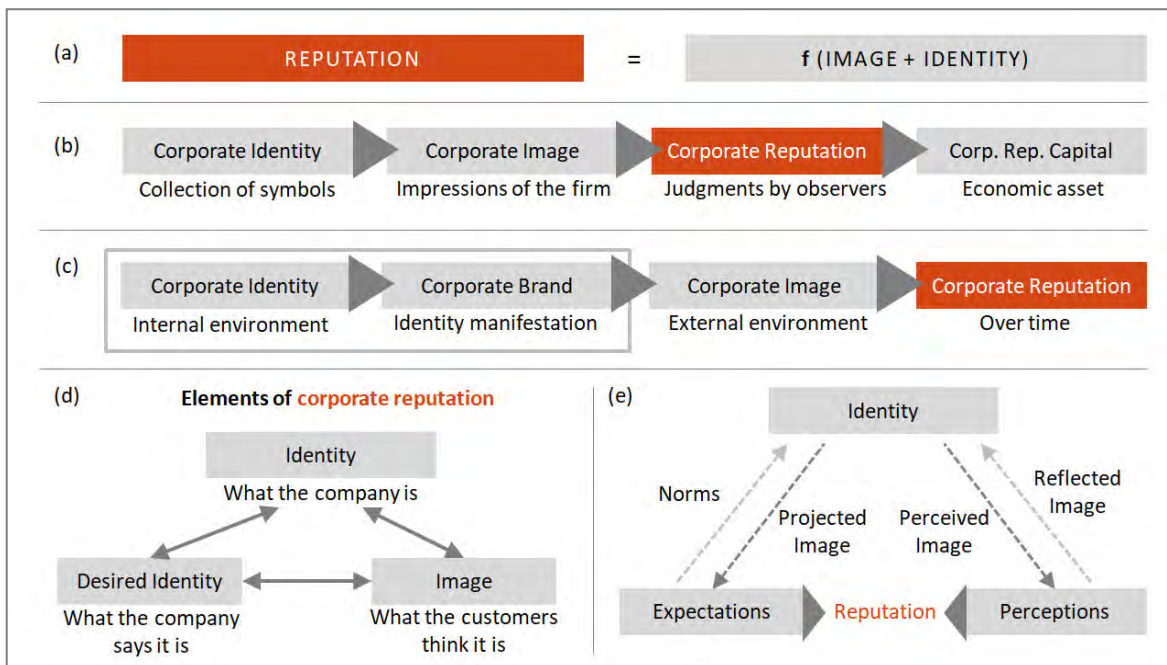 (a)
REPUTATION
=
f (IMAGE + IDENTITY)
(b)
Corporate Identity
Corporate Image
Corporate Reputation
Corp. Rep. Capital
Collection of symbols
Impressions of the firm
Judgments by observers
Economic asset
(c)
Corporate Identity
Corporate Brand
Corporate Image
Corporate Reputation
Internal environment
Identity manifestation
External environment
Over time
(d)
Elements of corporate reputation
Identity
What the company is
Desired Identity
What the company
says it is
Image
What the customers
think it is
(e)
Identity
Norms
Projected
Image
Perceived
Image
Reflected
Image
Expectations
Reputation
Perceptions